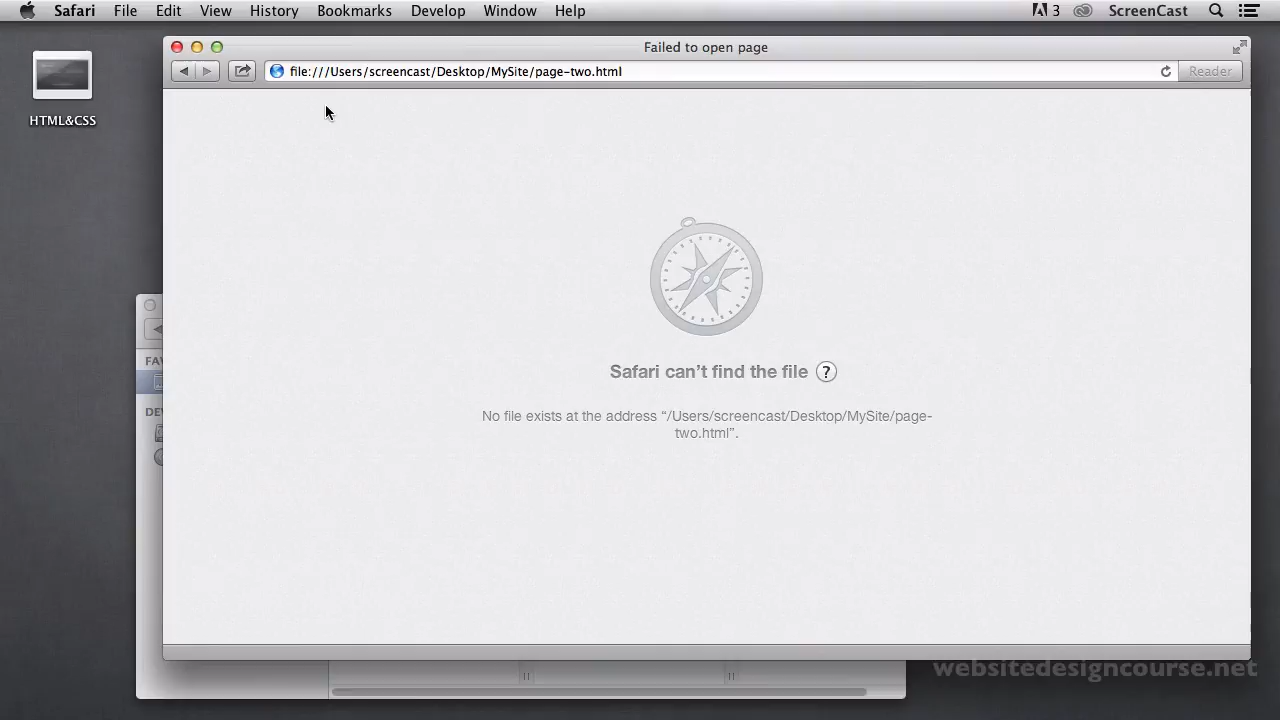 Safari File Edit View History Bookmarks Develop Window Help 3 ScreenCast
Failed to open page
file:///Users/screencast/Desktop/MySite/page-two.html
Reader
HTML&CSS
FAV
DEV
Safari can't find the file ?
No file exists at the address “/Users/screencast/Desktop/MySite/page-
two.html”.
websitedesigncourse.net